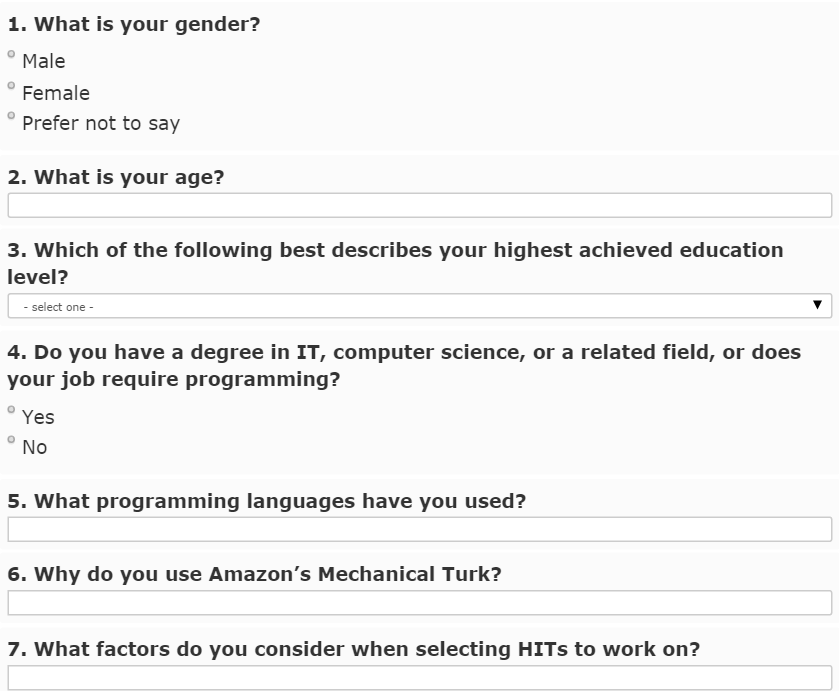 1. What is your gender?
Male
Female
Prefer not to say
2. What is your age?
3. Which of the following best describes your highest achieved education
level?
- select one -
4. Do you have a degree in IT, computer science, or a related field, or does
your job require programming?
Yes
No
5. What programming languages have you used?
6. Why do you use Amazon’s Mechanical Turk?
7. What factors do you consider when selecting HITs to work on?